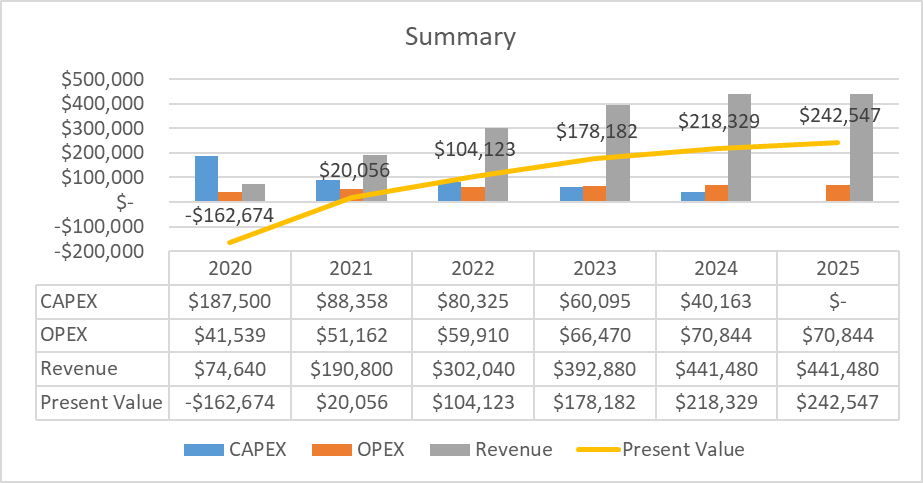 Summary
$500,000
$400,000
$300,000
$200,000
$100,000
$-
-$100,000
-$200,000
-$162,674
$20,056
$104,123
$178,182
$218,329
$242,547
2020 2021 2022 2023 2024 2025
CAPEX $187,500 $88,358 $80,325 $60,095 $40,163 $-
OPEX $41,539 $51,162 $59,910 $66,470 $70,844 $70,844
Revenue $74,640 $190,800 $302,040 $392,880 $441,480 $441,480
Present Value -$162,674 $20,056 $104,123 $178,182 $218,329 $242,547
CAPEX OPEX Revenue Present Value